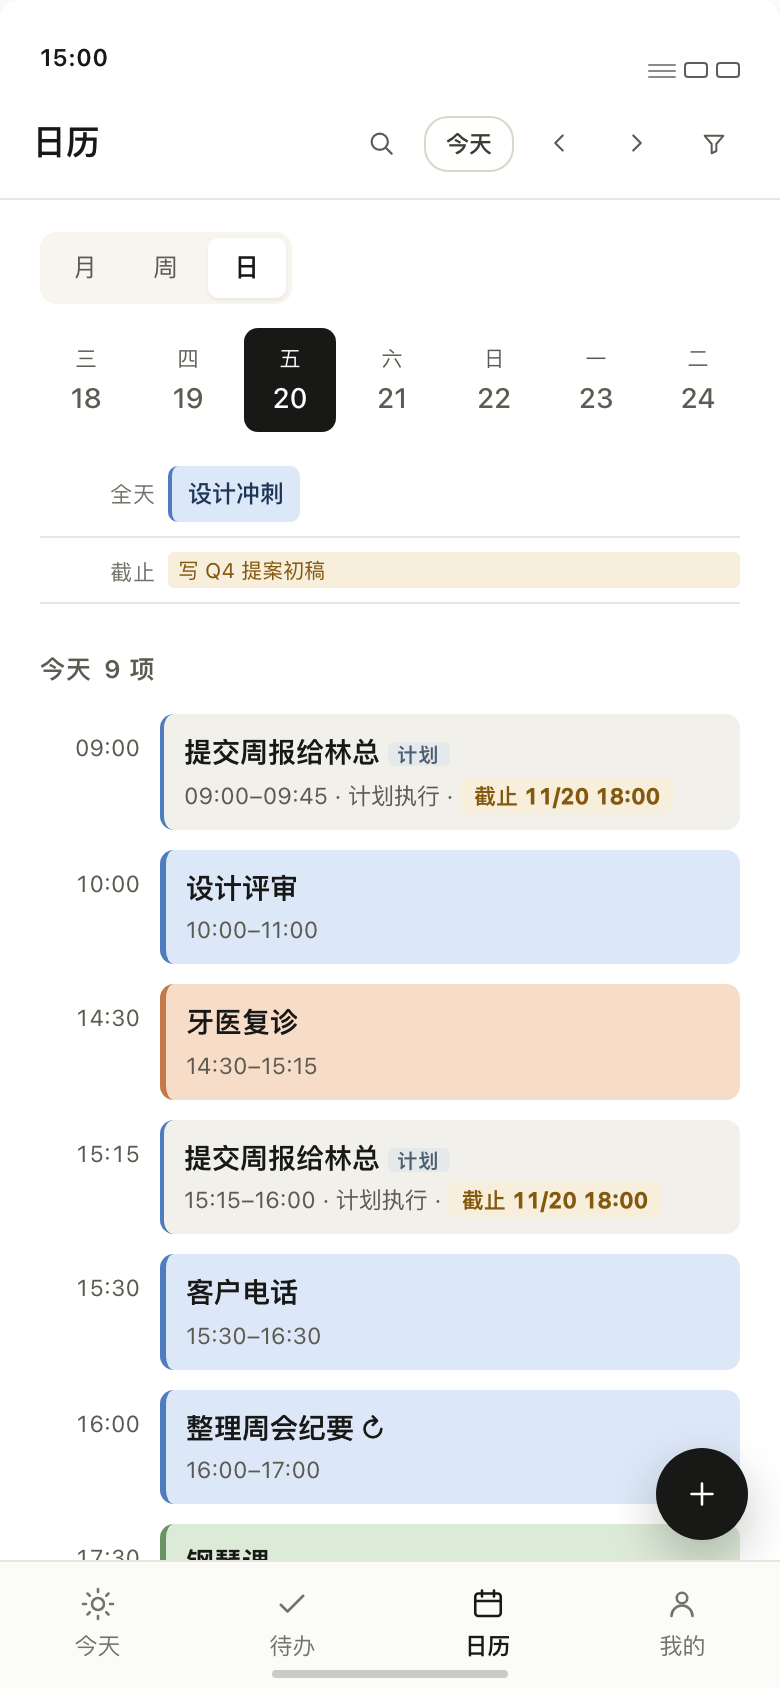 15:00
日历
今天
月 周 日
三 四 五 六 日 一 二
18 19 20 21 22 23 24
全天 设计冲刺
截止 写 Q4 提案初稿
今天 9 项
09:00 提交周报给林总 计划
09:00–09:45 · 计划执行 · 截止 11/20 18:00
10:00 设计评审
10:00–11:00
14:30 牙医复诊
14:30–15:15
15:15 提交周报给林总 计划
15:15–16:00 · 计划执行 · 截止 11/20 18:00
15:30 客户电话
15:30–16:30
16:00 整理周会纪要
16:00–17:00
17:30 钢琴课
今天 待办 日历 我的